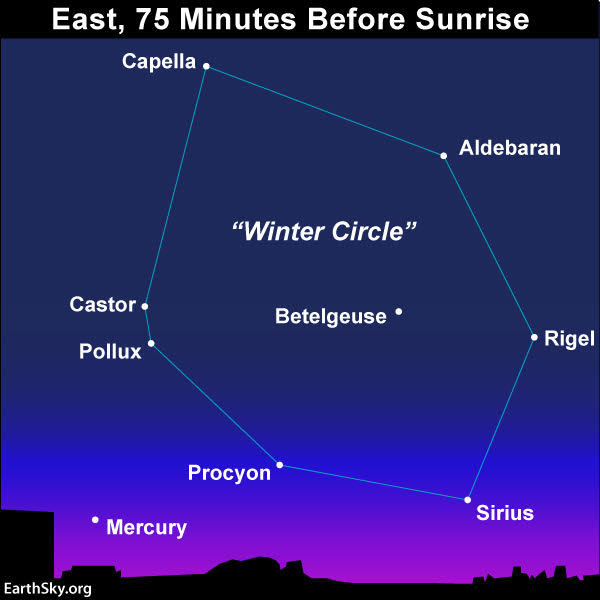 East, 75 Minutes Before Sunrise
Capella
Aldebaran
“Winter Circle”
Castor
Betelgeuse
Rigel
Pollux
Procyon
Sirius
Mercury
EarthSky.org